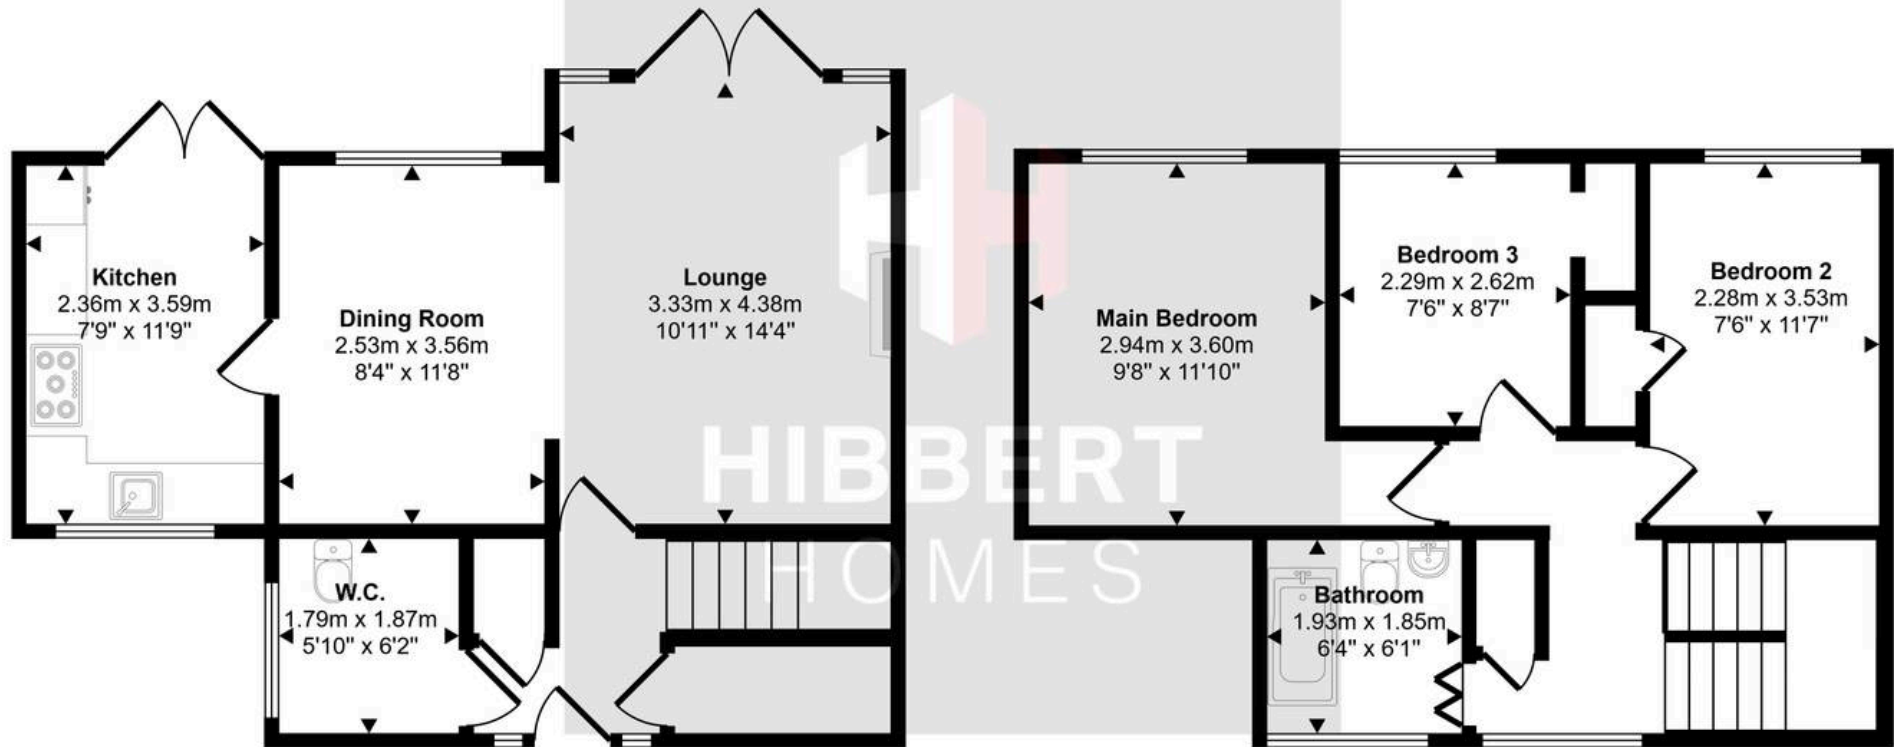 Kitchen
2.36m x 3.59m
7'9" x 11'9"
Dining Room
2.53m x 3.56m
8'4" x 11'8"
Lounge
3.33m x 4.38m
10'11" x 14'4"
W.C.
1.79m x 1.87m
5'10" x 6'2"
Main Bedroom
2.94m x 3.60m
9'8" x 11'10"
Bedroom 3
2.29m x 2.62m
7'6" x 8'7"
Bedroom 2
2.28m x 3.53m
7'6" x 11'7"
Bathroom
1.93m x 1.85m
6'4" x 6'1"
HIBBERT
HOMES